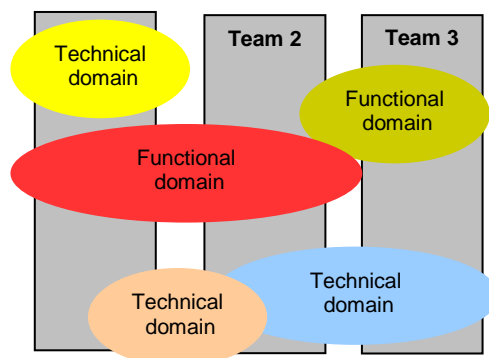 Team 2
Team 3
Technical
domain
Functional
domain
Functional
domain
Technical
domain
Technical
domain